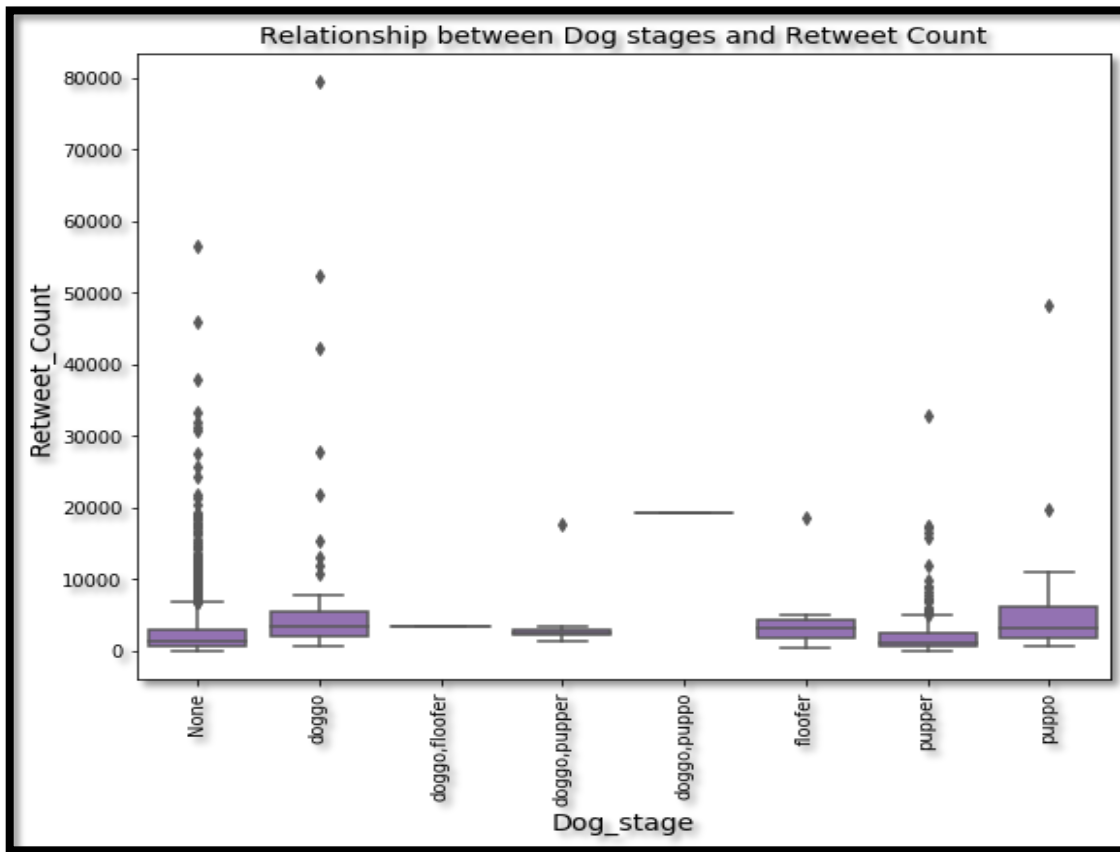 Relationship between Dog stages and Retweet Count
80000
70000
60000
50000
40000
30000
20000
10000
0
Retweet_Count
None
doggo
doggo,floofer
doggo,pupper
doggo,puppo
floofer
pupper
puppo
Dog_stage